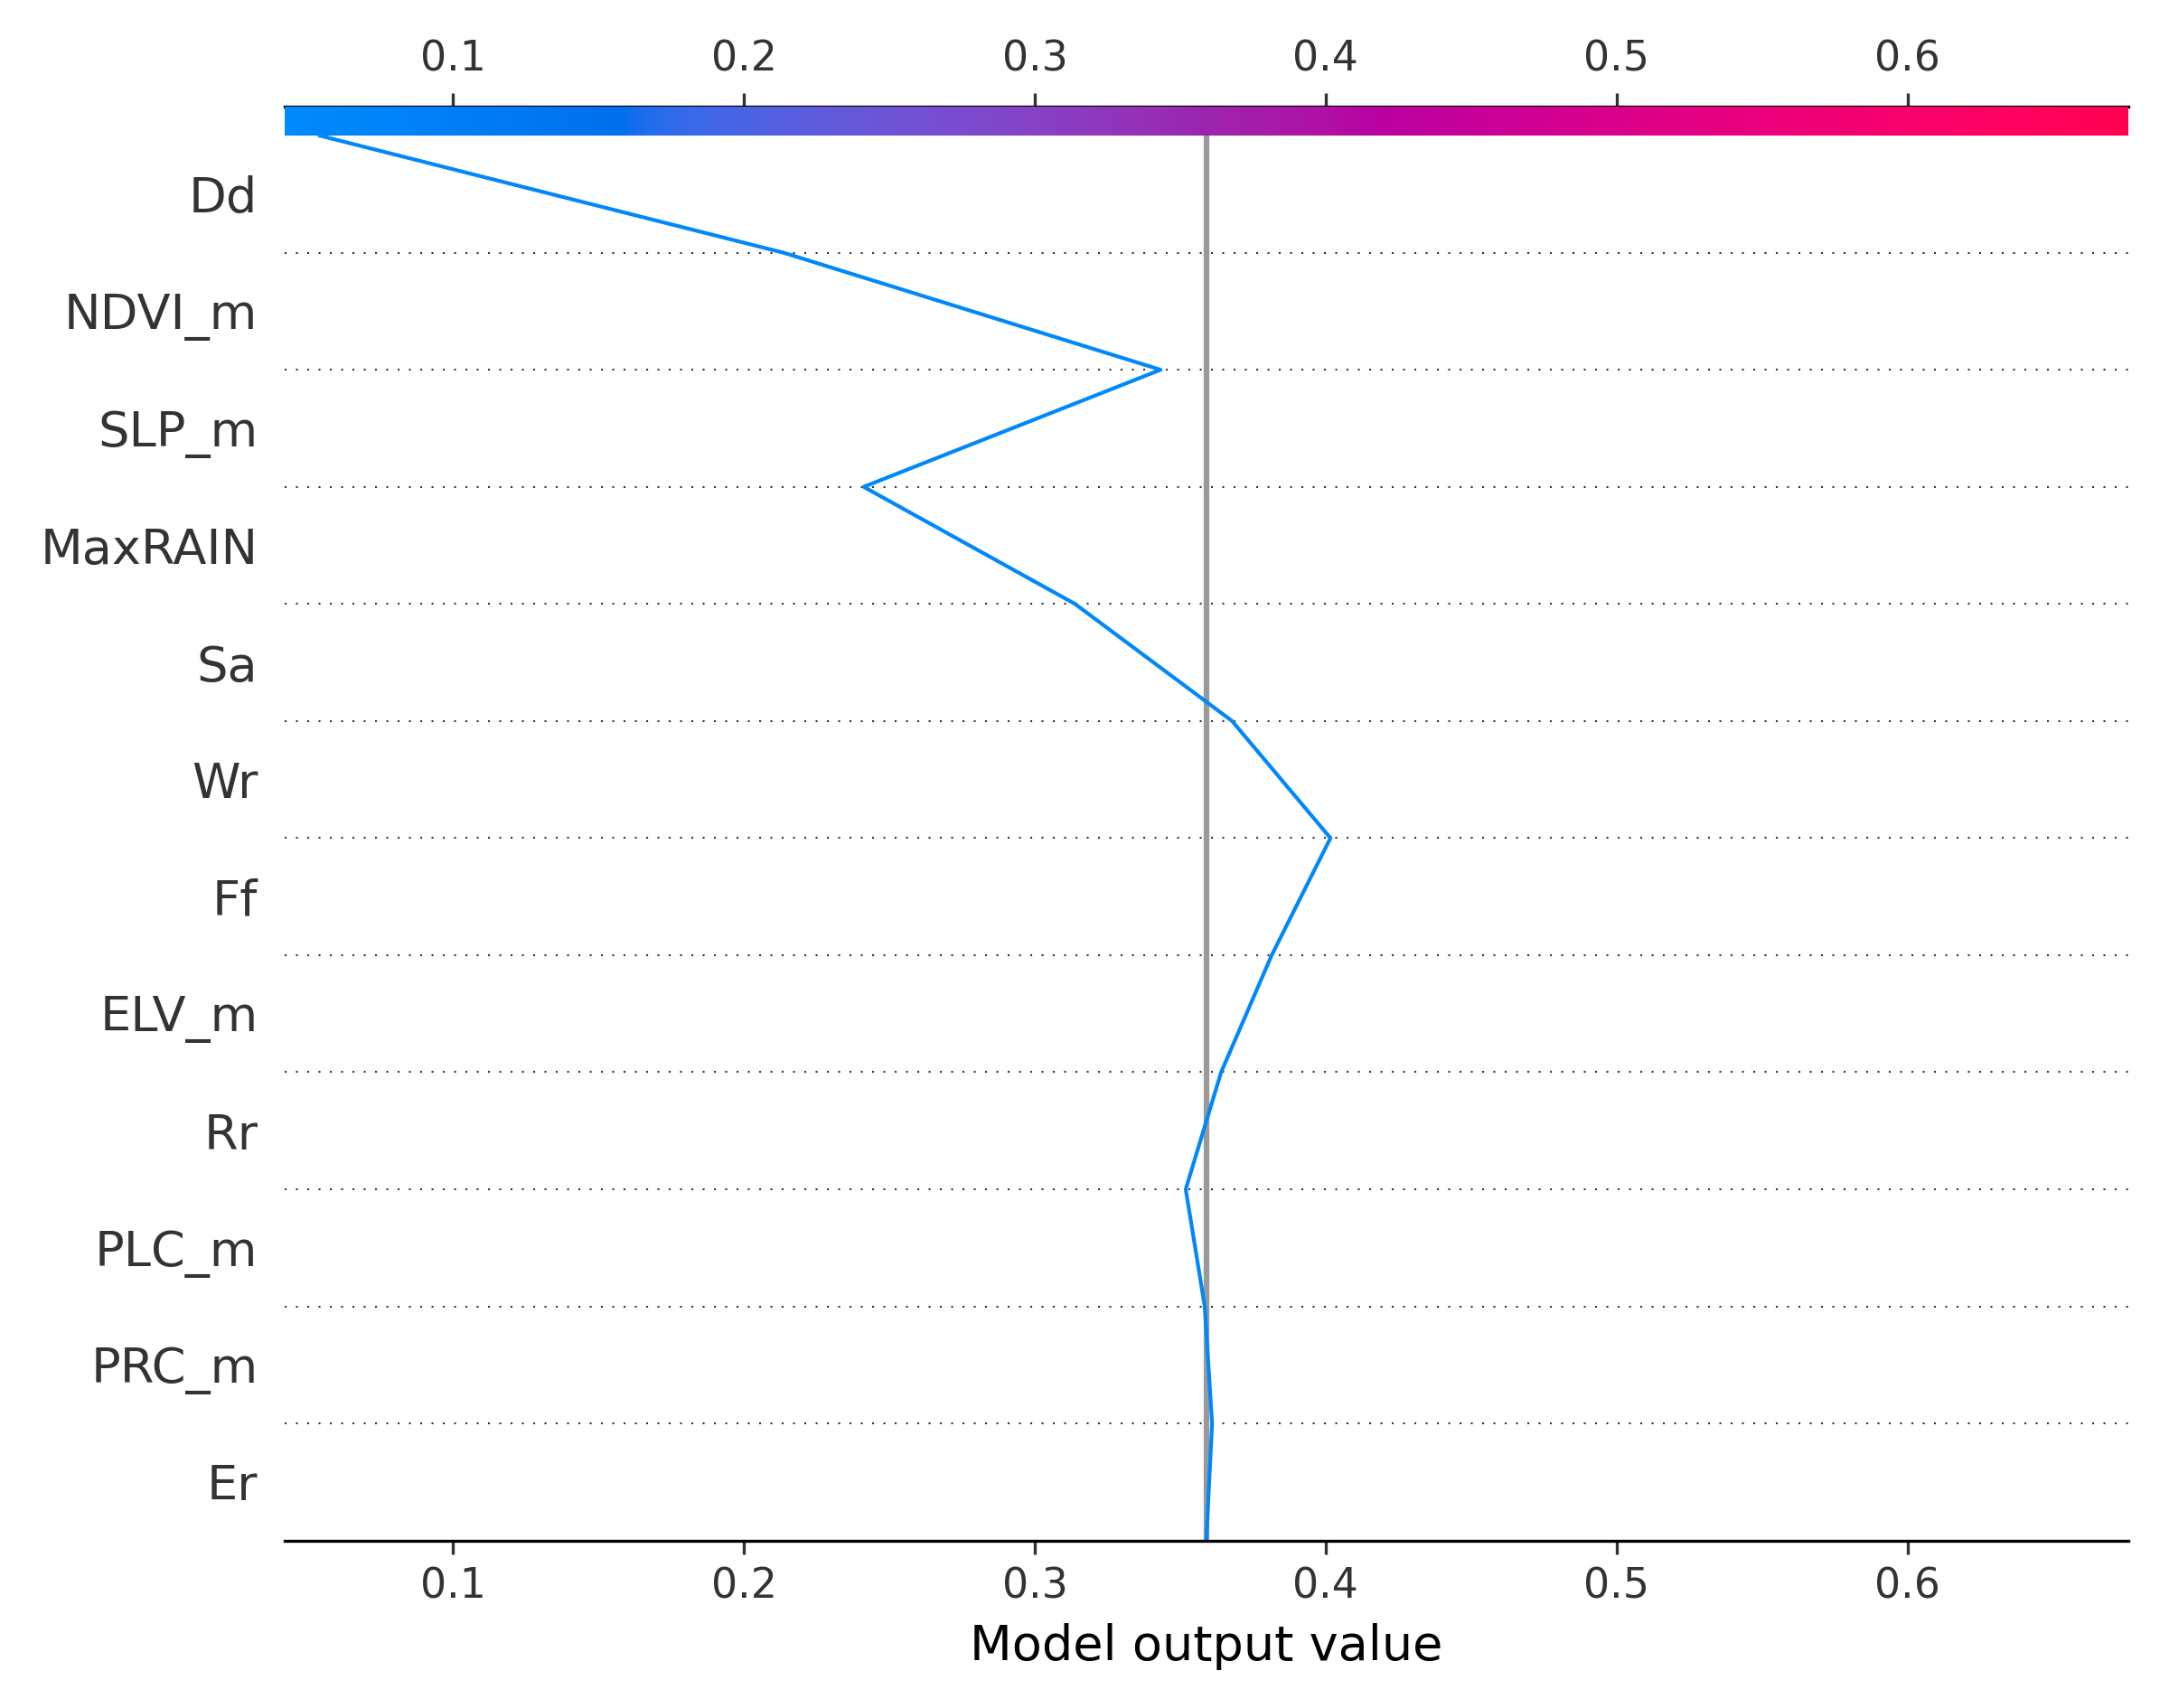 0.1 0.2 0.3 0.4 0.5 0.6
Dd
NDVI_m
SLP_m
MaxRAIN
Sa
Wr
Ff
ELV_m
Rr
PLC_m
PRC_m
Er
0.1 0.2 0.3 0.4 0.5 0.6
Model output value